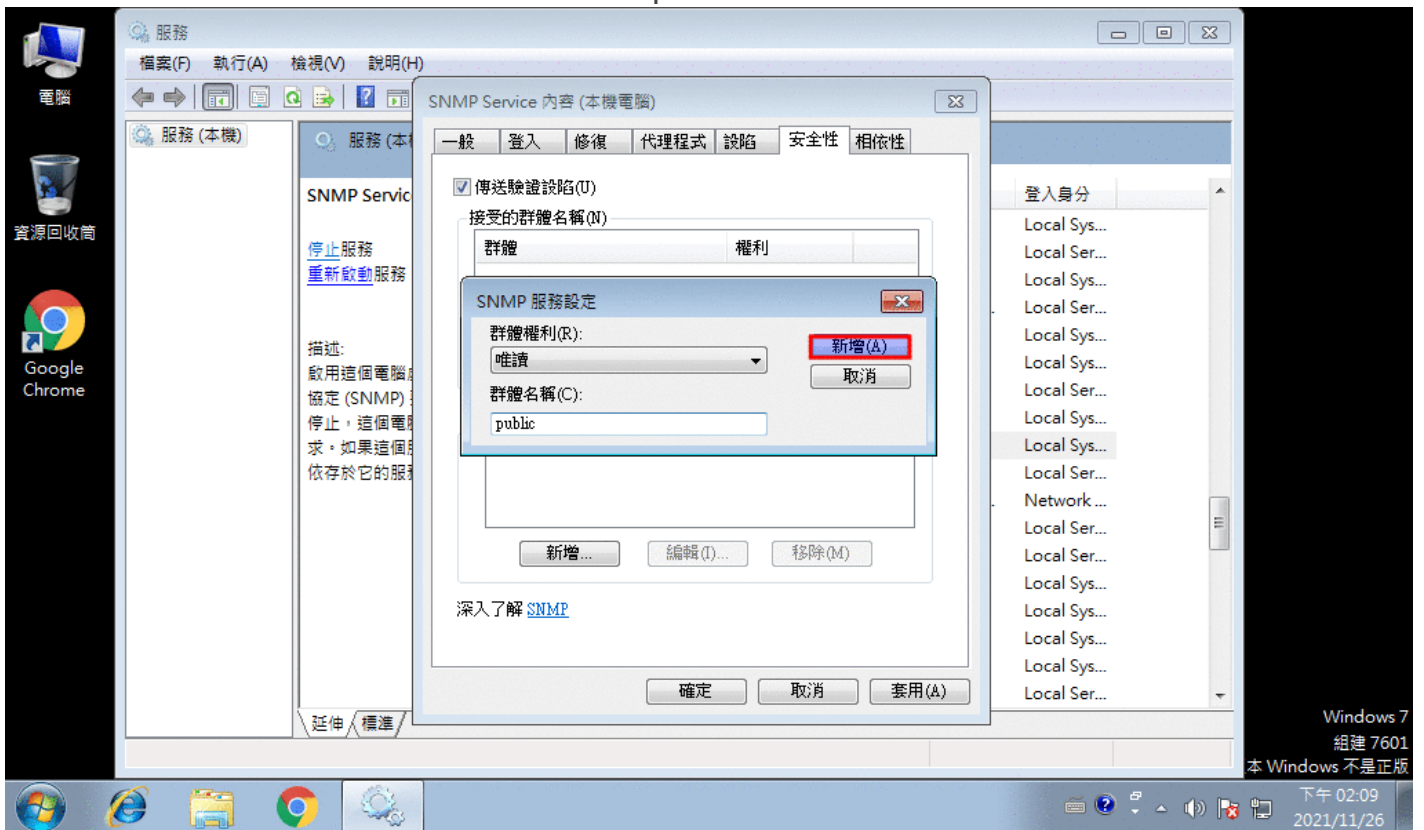 電腦
資源回收筒
Google
Chrome
服務
檔案(F) 執行(A) 檢視(V) 說明(H)
服務 (本機)
服務 (本
SNMP Servic
停止服務
重新啟動服務
描述:
啟用這個電腦
協定 (SNMP)
停止，這個電
求。如果這個
依存於它的服
SNMP Service 內容 (本機電腦)
一般 登入 修復 代理程式 設陷 安全性 相依性
傳送驗證設陷(U)
接受的群體名稱(N)
群體 權利
SNMP 服務設定
群體權利(R):
唯讀
新增(A)
取消
群體名稱(C):
public
新增... 編輯(I)... 移除(M)
深入了解 SNMP
確定 取消 套用(A)
登入身分
Local Sys...
Local Ser...
Local Sys...
Local Ser...
Local Sys...
Local Sys...
Local Ser...
Local Sys...
Local Sys...
Local Ser...
Network ...
Local Ser...
Local Ser...
Local Sys...
Local Sys...
Local Sys...
Local Sys...
Local Ser...
延伸 標準
Windows 7
組建 7601
本 Windows 不是正版
下午 02:09
2021/11/26